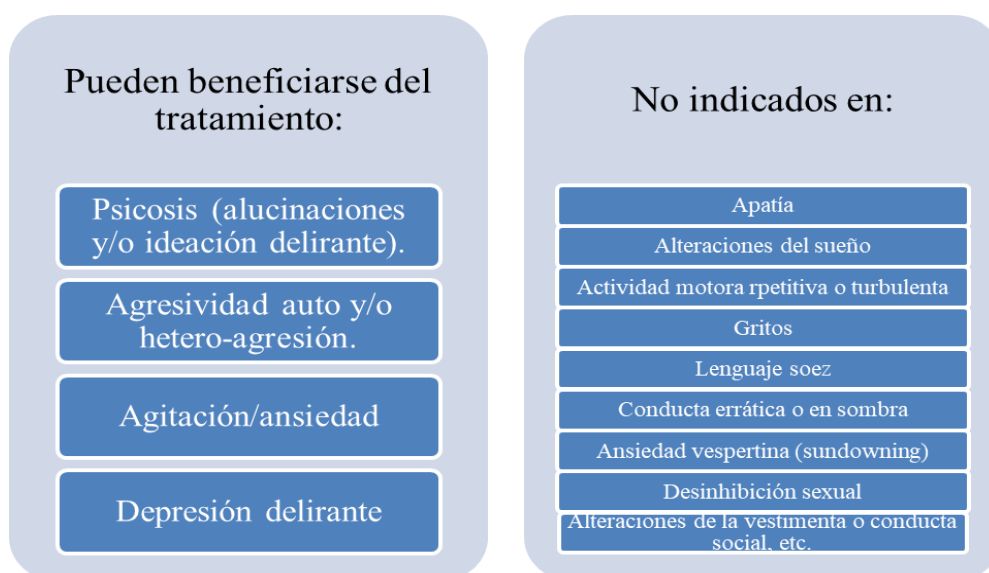 Pueden beneficiarse del
tratamiento:
Psicosis (alucinaciones
y/o ideación delirante).
Agresividad auto y/o
hetero-agresión.
Agitación/ansiedad
Depresión delirante
No indicados en:
Apatía
Alteraciones del sueño
Actividad motora rpetitiva o turbulenta
Gritos
Lenguaje soez
Conducta errática o en sombra
Ansiedad vespertina (sundowning)
Desinhibición sexual
Alteraciones de la vestimenta o conducta
social, etc.